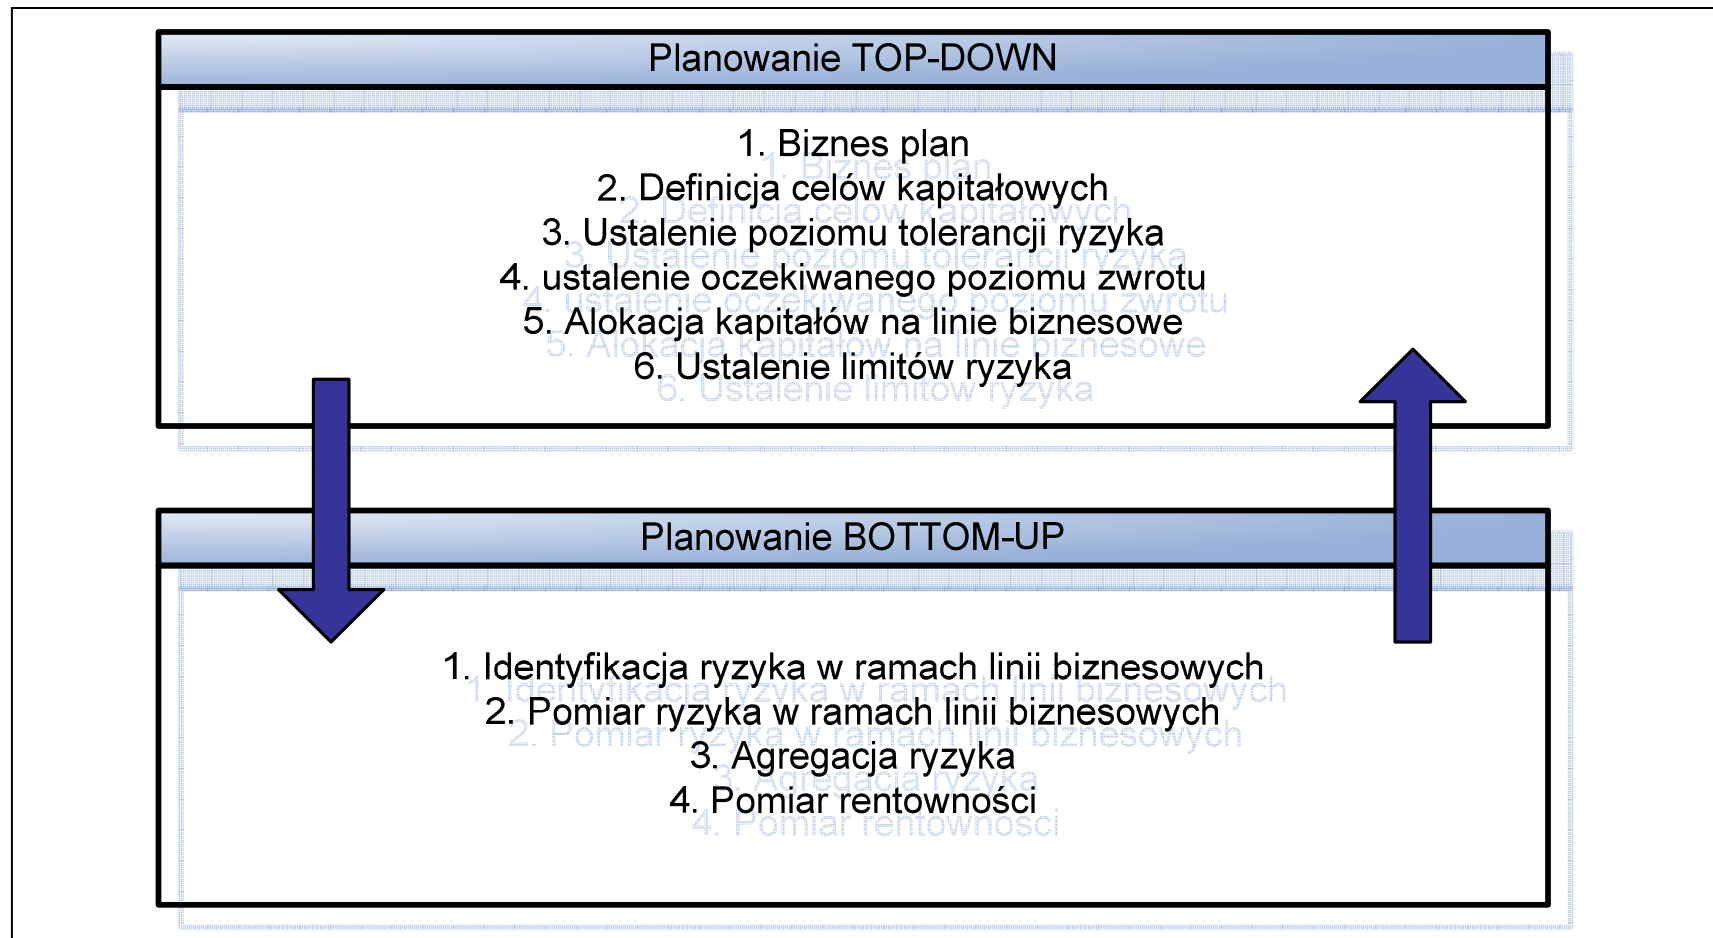 Planowanie TOP-DOWN
1. Biznes plan
2. Definicja celów kapitałowych
3. Ustalenie poziomu tolerancji ryzyka
4. ustalenie oczekiwanego poziomu zwrotu
5. Alokacja kapitałów na linie biznesowe
6. Ustalenie limitów ryzyka
Planowanie BOTTOM-UP
1. Identyfikacja ryzyka w ramach linii biznesowych
2. Pomiar ryzyka w ramach linii biznesowych
3. Agregacja ryzyka
4. Pomiar rentowności